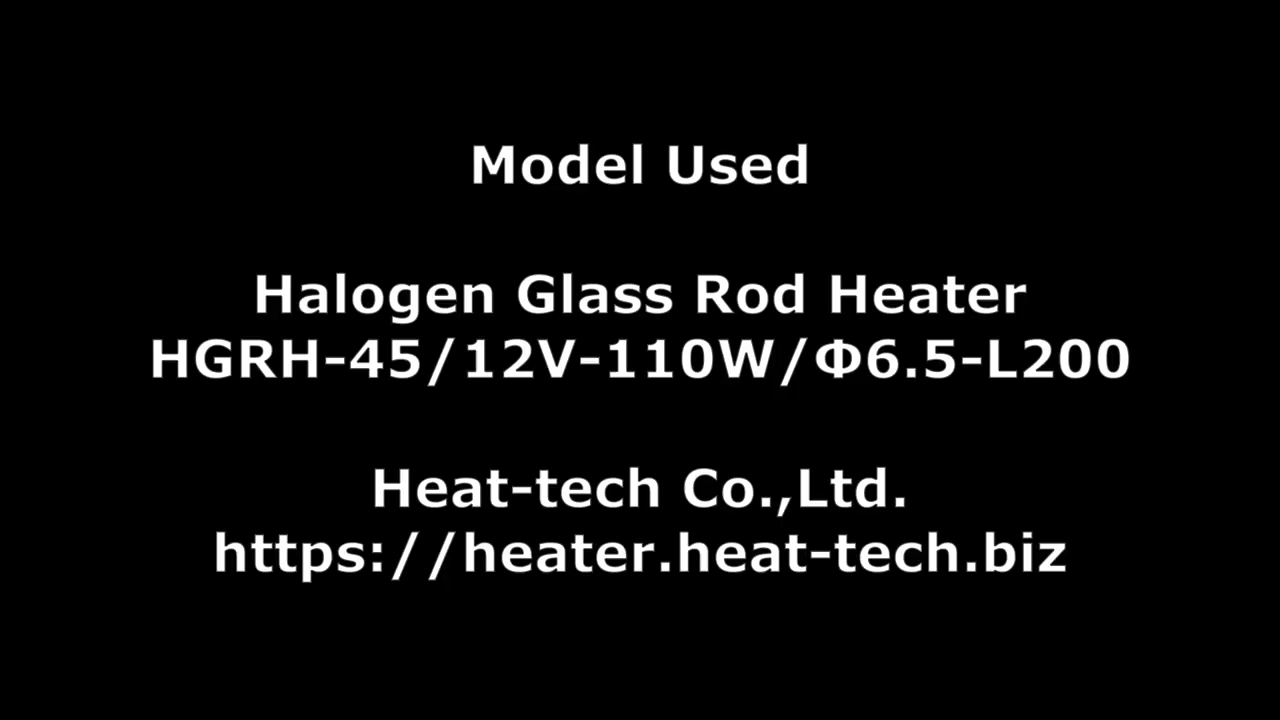 Model Used
Halogen Glass Rod Heater
HGRH-45/12V-110W/Φ6.5-L200
Heat-tech Co.,Ltd.
https://heater.heat-tech.biz